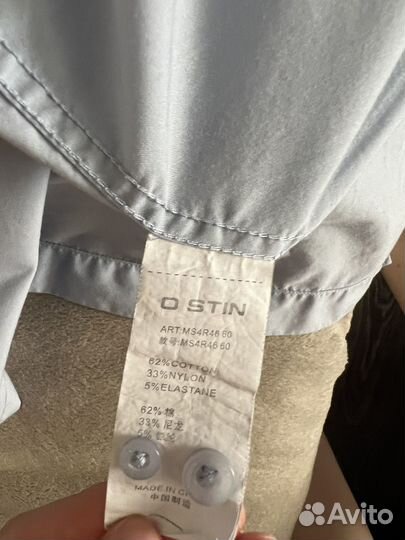 O STIN
ART:MS4R46 60
款号:MS4R46 60
62%COTTON
33%NYLON
5%ELASTANE
62% 棉
33% 尼龙
5%
MADE IN
中国制造
Avito